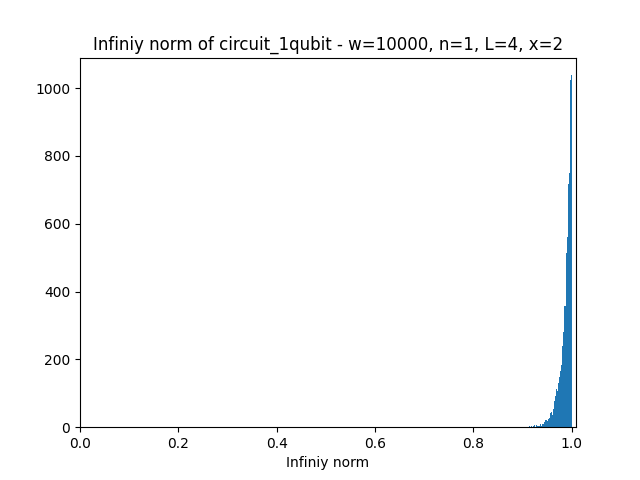 Infiniy norm of circuit_1qubit - w=10000, n=1, L=4, x=2
1000
800
600
400
200
0
0.0 0.2 0.4 0.6 0.8 1.0
Infiniy norm